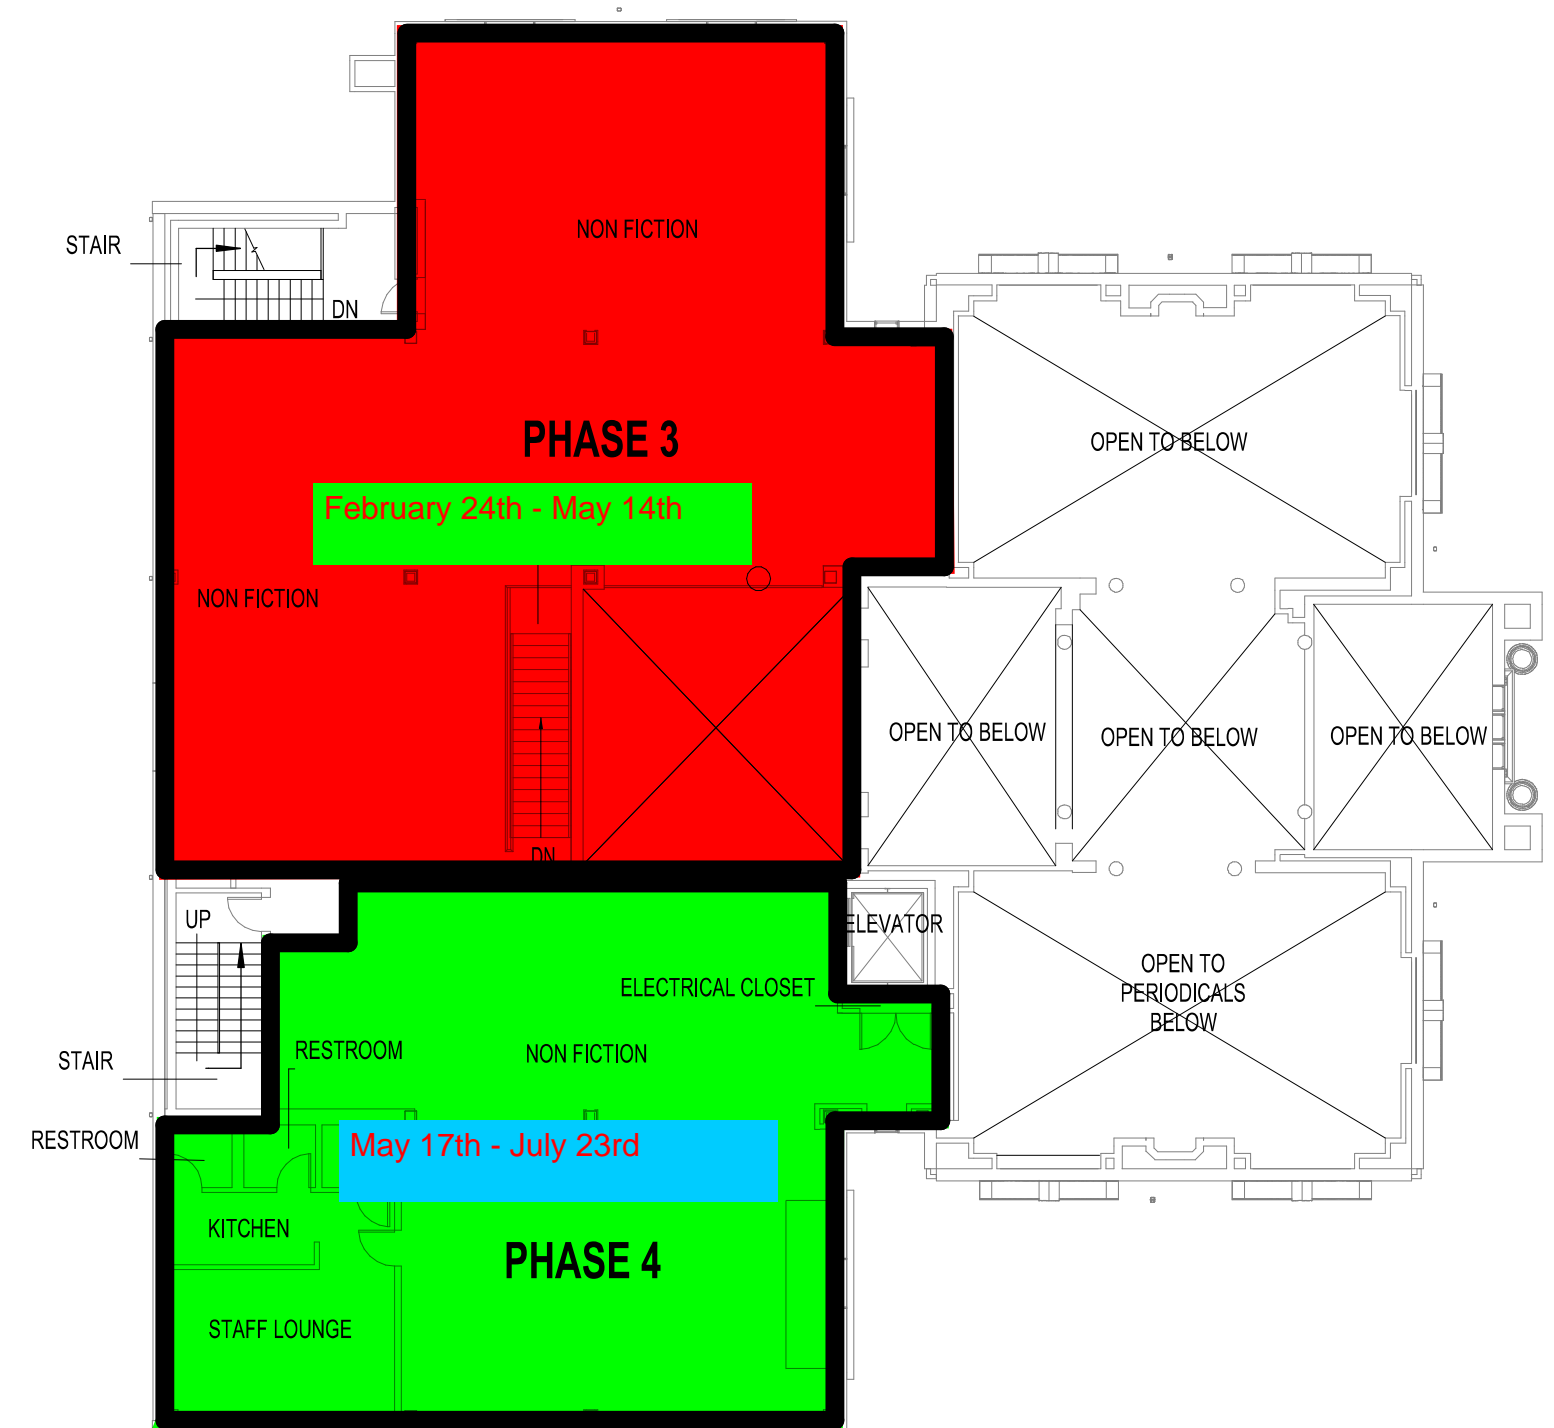 NON FICTION
STAIR
DN
PHASE 3
OPEN TO BELOW
February 24th - May 14th
NON FICTION
OPEN TO BELOW
OPEN TO BELOW
OPEN TO BELOW
DN
UP
ELEVATOR
OPEN TO
PERIODICALS
BELOW
ELECTRICAL CLOSET
STAIR
RESTROOM
NON FICTION
RESTROOM
May 17th - July 23rd
KITCHEN
PHASE 4
STAFF LOUNGE